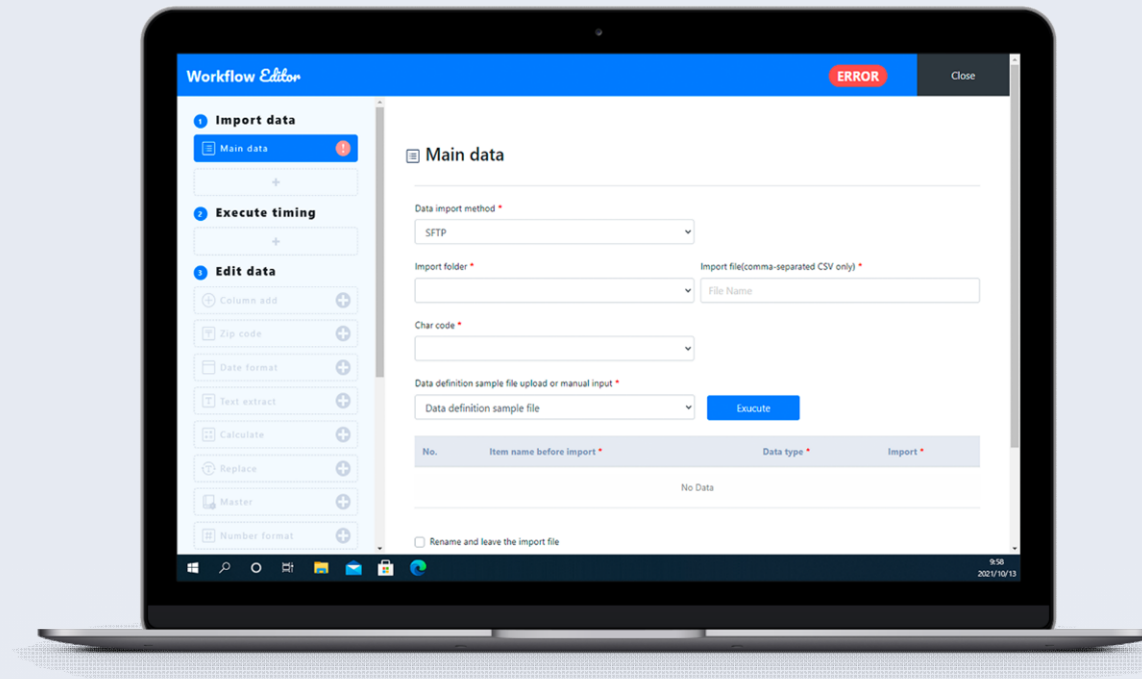 Workflow Editor
ERROR
Close
1 Import data
Main data
!
+
2 Execute timing
+
3 Edit data
Column add
Zip code
Date format
Text extract
Calculate
Replace
Master
Number format
Main data
Data import method *
SFTP
Import folder *
Import file(comma-separated CSV only) *
File Name
Char code *
Data definition sample file upload or manual input *
Data definition sample file
Exucute
No. Item name before import * Data type * Import *
No Data
Rename and leave the import file
9:58
2021/10/13